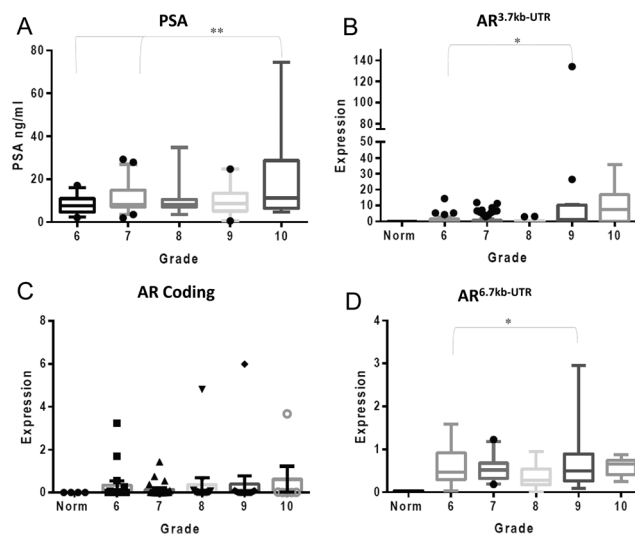 A
PSA
**
80
60
40
20
0
PSA ng/ml
6 7 8 9 10
Grade
B
AR3.7kb-UTR
*
140
120
100
80
60
50
40
30
20
10
0
Expression
Norm 6 7 8 9 10
Grade
C
AR Coding
8
6
4
2
0
Expression
Norm 6 7 8 9 10
Grade
D
AR6.7kb-UTR
*
4
3
2
1
0
Expression
Norm 6 7 8 9 10
Grade